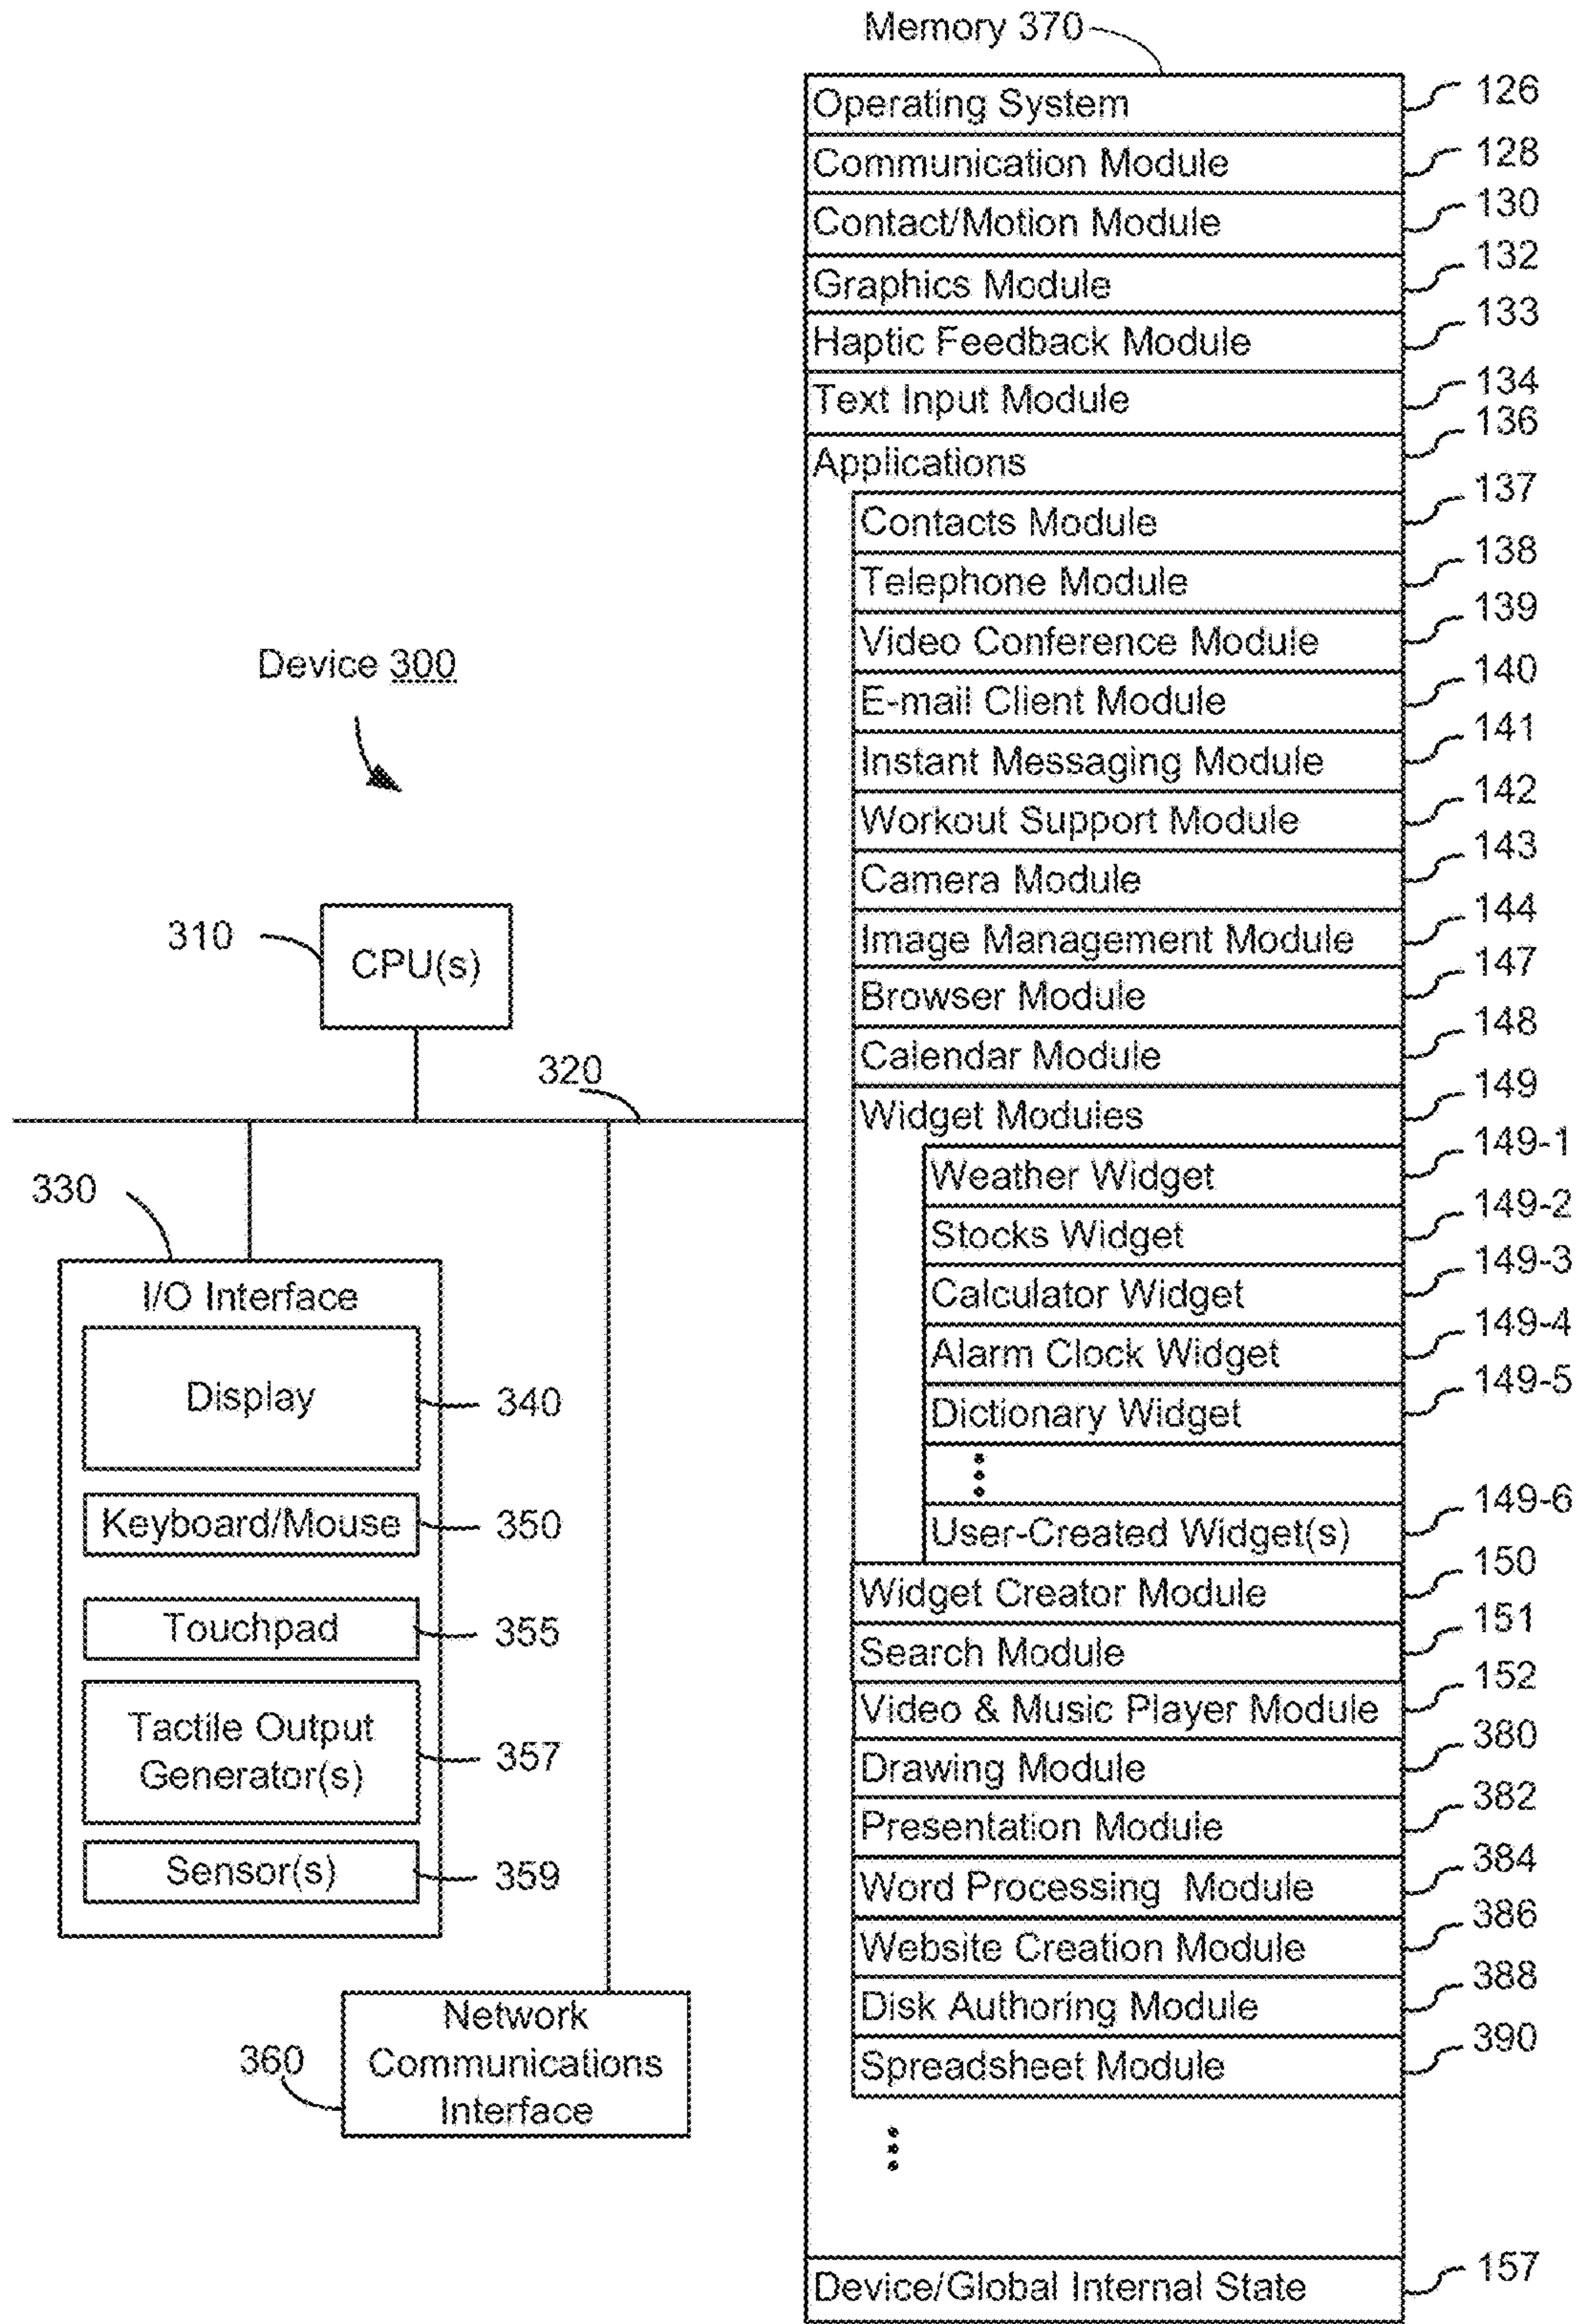 Memory 370
Operating System 126
Communication Module 128
Contact/Motion Module 130
Graphics Module 132
Haptic Feedback Module 133
Text Input Module 134
Applications 136
Contacts Module 137
Telephone Module 138
Video Conference Module 139
E-mail Client Module 140
Instant Messaging Module 141
Workout Support Module 142
Camera Module 143
Image Management Module 144
Browser Module 147
Calendar Module 148
Widget Modules 149
Weather Widget 149-1
Stocks Widget 149-2
Calculator Widget 149-3
Alarm Clock Widget 149-4
Dictionary Widget 149-5
User-Created Widget(s) 149-6
Widget Creator Module 150
Search Module 151
Video & Music Player Module 152
Drawing Module 380
Presentation Module 382
Word Processing Module 384
Website Creation Module 386
Disk Authoring Module 388
Spreadsheet Module 390
Device/Global Internal State 157
Device 300
310
CPU(s)
320
330
I/O Interface
Display 340
Keyboard/Mouse 350
Touchpad 355
Tactile Output
Generator(s) 357
Sensor(s) 359
360
Network
Communications
Interface